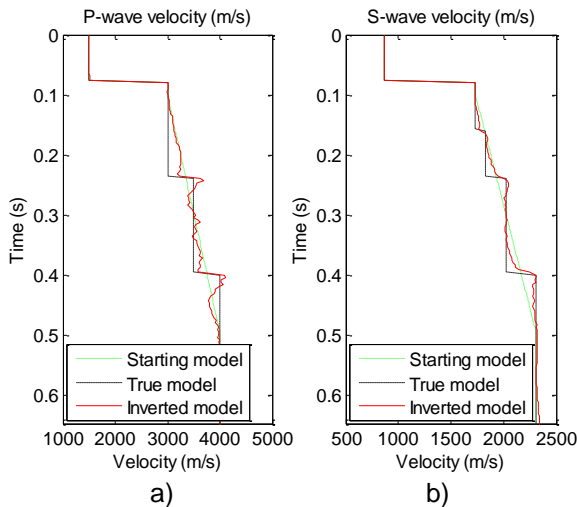 P-wave velocity (m/s)
0
0.1
0.2
0.3
0.4
0.5
0.6
Time (s)
Starting model
True model
Inverted model
1000 2000 3000 4000 5000
Velocity (m/s)
a)
S-wave velocity (m/s)
0
0.1
0.2
0.3
0.4
0.5
0.6
Time (s)
Starting model
True model
Inverted model
500 1000 1500 2000 2500
Velocity (m/s)
b)